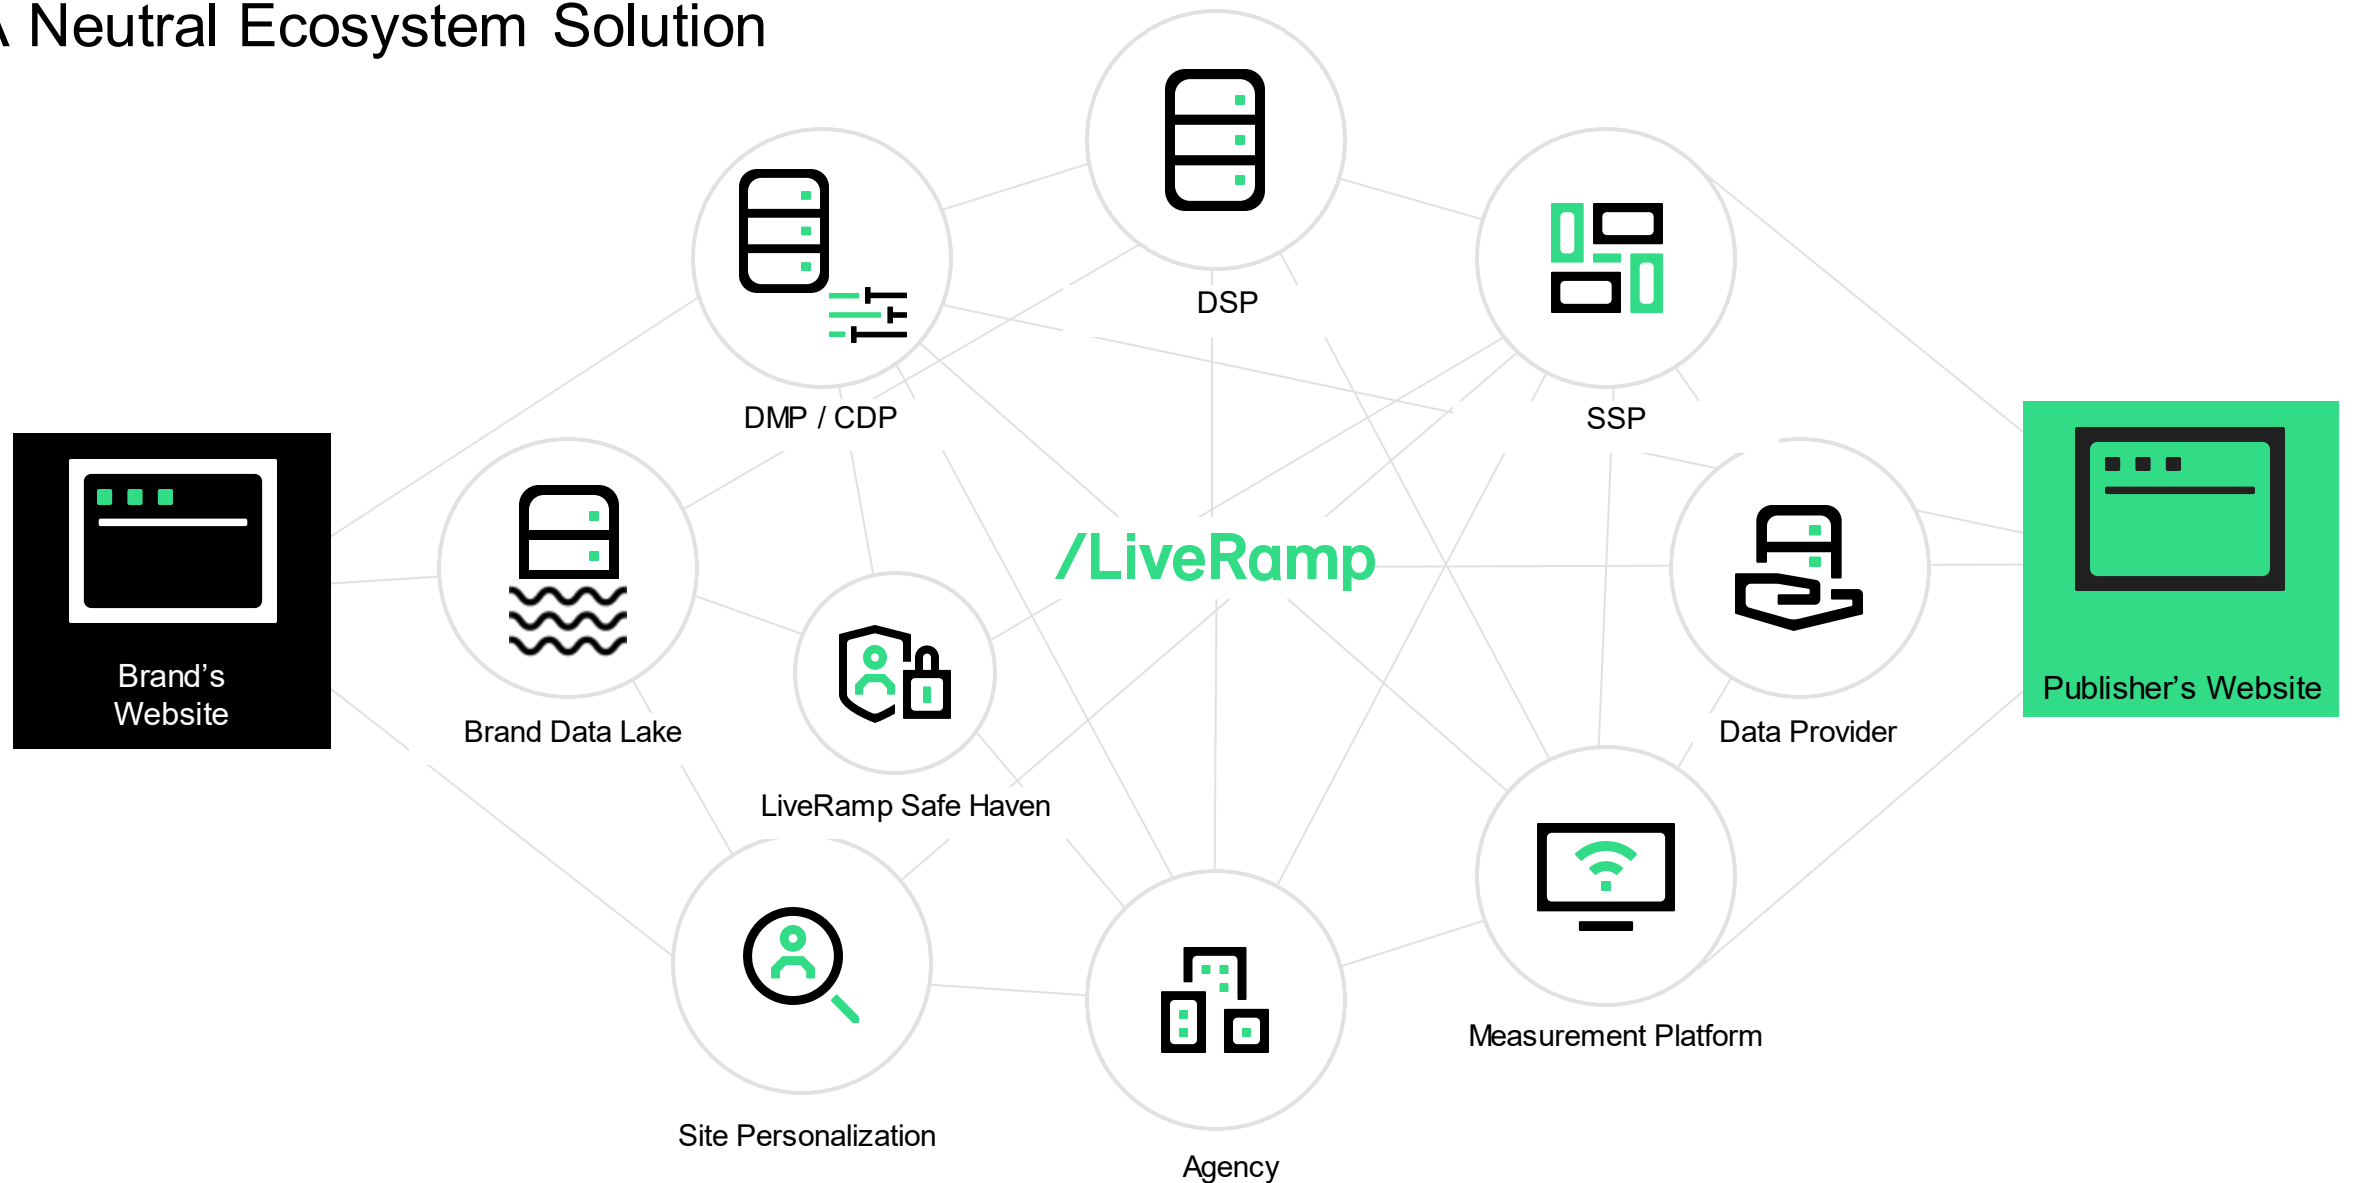 A Neutral Ecosystem Solution
DSP
DMP / CDP
SSP
/LiveRamp
Brand's
Website
Publisher's Website
Brand Data Lake
Data Provider
LiveRamp Safe Haven
Measurement Platform
Site Personalization
Agency